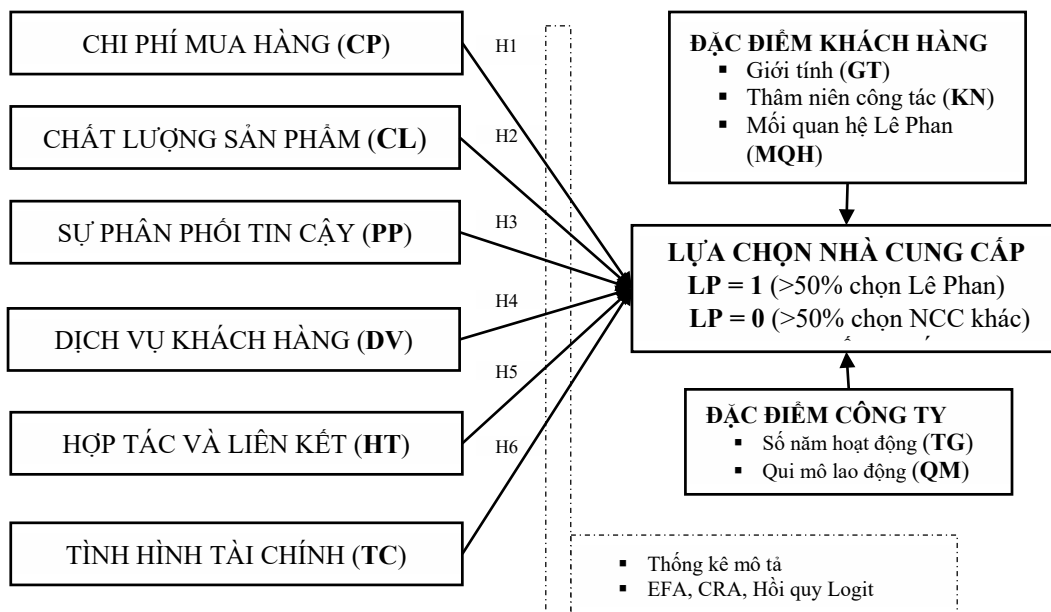 CHI PHÍ MUA HÀNG (CP)
H1
CHẤT LƯỢNG SẢN PHẨM (CL)
H2
SỰ PHÂN PHỐI TIN CẬY (PP)
H3
DỊCH VỤ KHÁCH HÀNG (DV)
H4
HỢP TÁC VÀ LIÊN KẾT (HT)
H5
TÌNH HÌNH TÀI CHÍNH (TC)
H6
ĐẶC ĐIỂM KHÁCH HÀNG
▪ Giới tính (GT)
▪ Thâm niên công tác (KN)
▪ Mối quan hệ Lê Phan
(MQH)
LỰA CHỌN NHÀ CUNG CẤP
LP = 1 (>50% chọn Lê Phan)
LP = 0 (>50% chọn NCC khác)
ĐẶC ĐIỂM CÔNG TY
▪ Số năm hoạt động (TG)
▪ Qui mô lao động (QM)
▪ Thống kê mô tả
▪ EFA, CRA, Hồi quy Logit